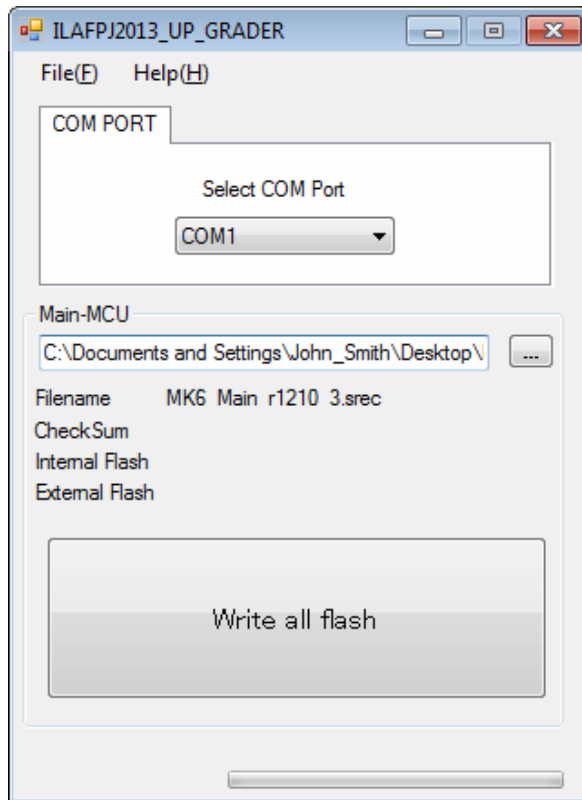 ILAFPJ2013_UP_GRADER
File(F) Help(H)
COM PORT
Select COM Port
COM1
Main-MCU
C:\Documents and Settings\John_Smith\Desktop\
...
Filename MK6 Main r1210 3.srec
CheckSum
Internal Flash
External Flash
Write all flash